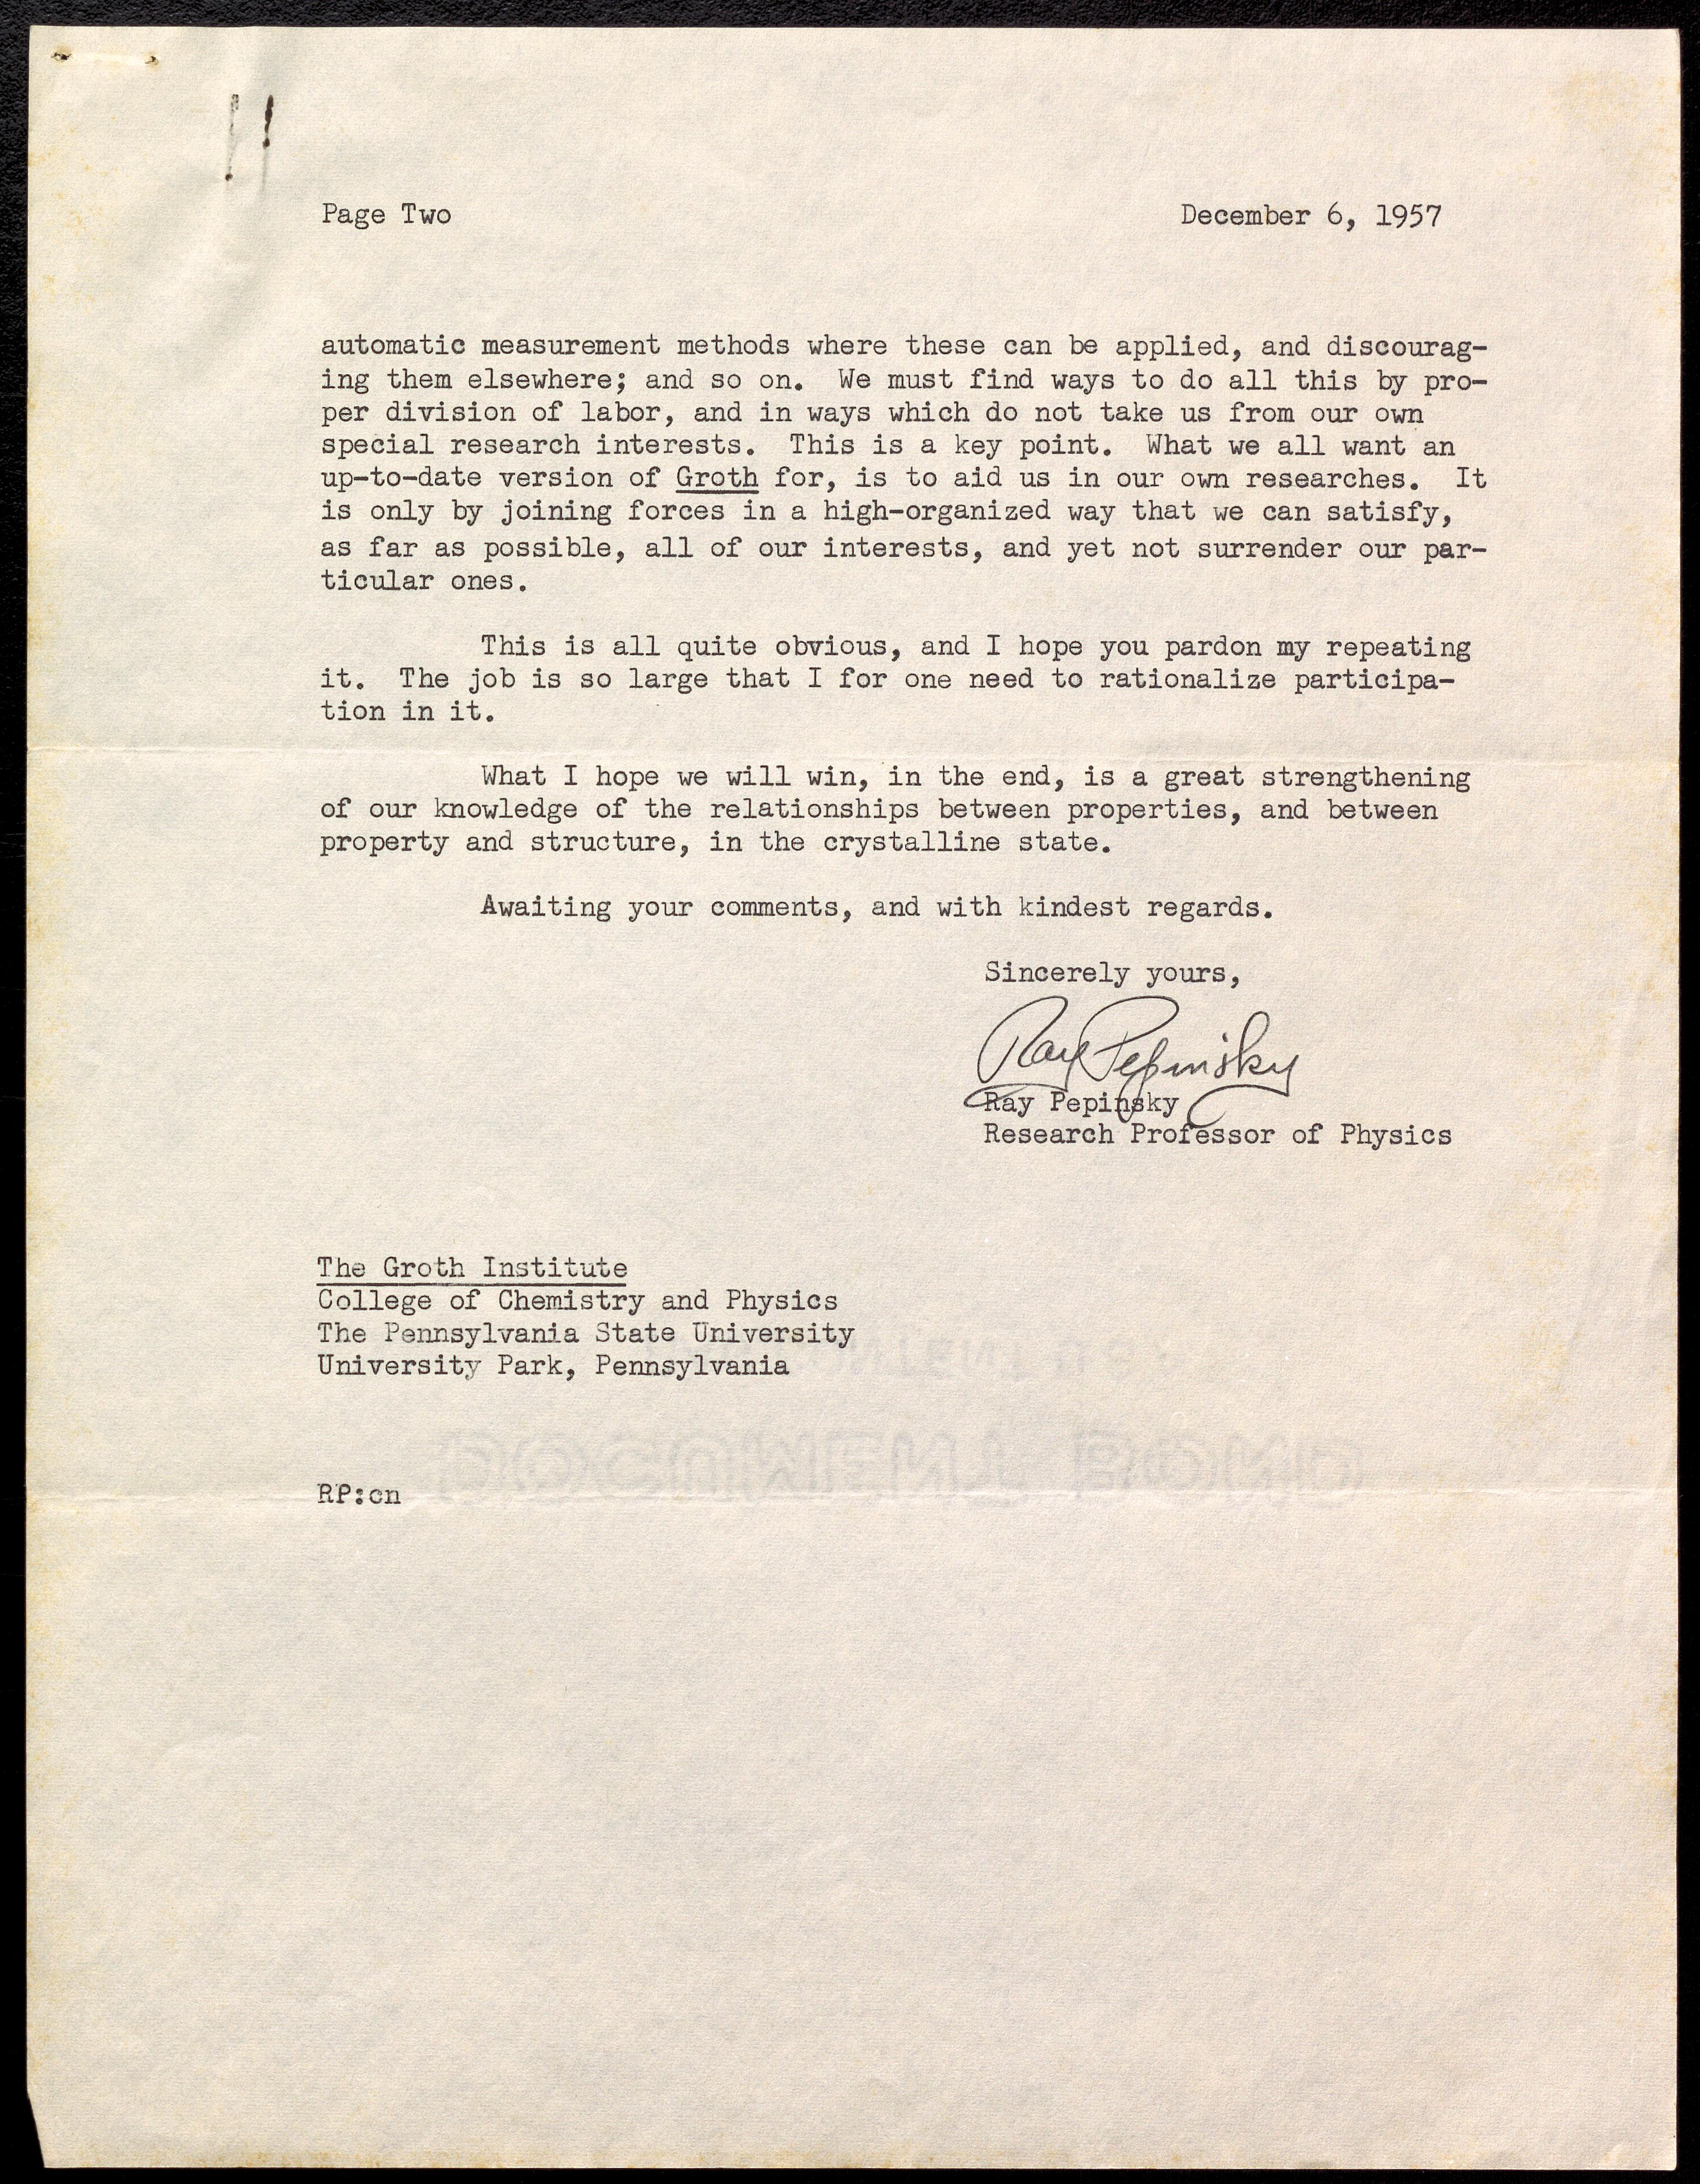 Page Two December 6, 1957
automatic measurement methods where these can be applied, and discourag-
ing them elsewhere; and so on. We must find ways to do all this by pro-
per division of labor, and in ways which do not take us from our own
special research interests. This is a key point. What we all want an
up-to-date version of Groth for, is to aid us in our own researches. It
is only by joining forces in a high-organized way that we can satisfy,
as far as possible, all of our interests, and yet not surrender our par-
ticular ones.
This is all quite obvious, and I hope you pardon my repeating
it. The job is so large that I for one need to rationalize participa-
tion in it.
What I hope we will win, in the end, is a great strengthening
of our knowledge of the relationships between properties, and between
property and structure, in the crystalline state.
Awaiting your comments, and with kindest regards.
Sincerely yours,
Ray Pepinsky
Ray Pepinsky
Research Professor of Physics
The Groth Institute
College of Chemistry and Physics
The Pennsylvania State University
University Park, Pennsylvania
DOCUMENT BOND
RP:cn